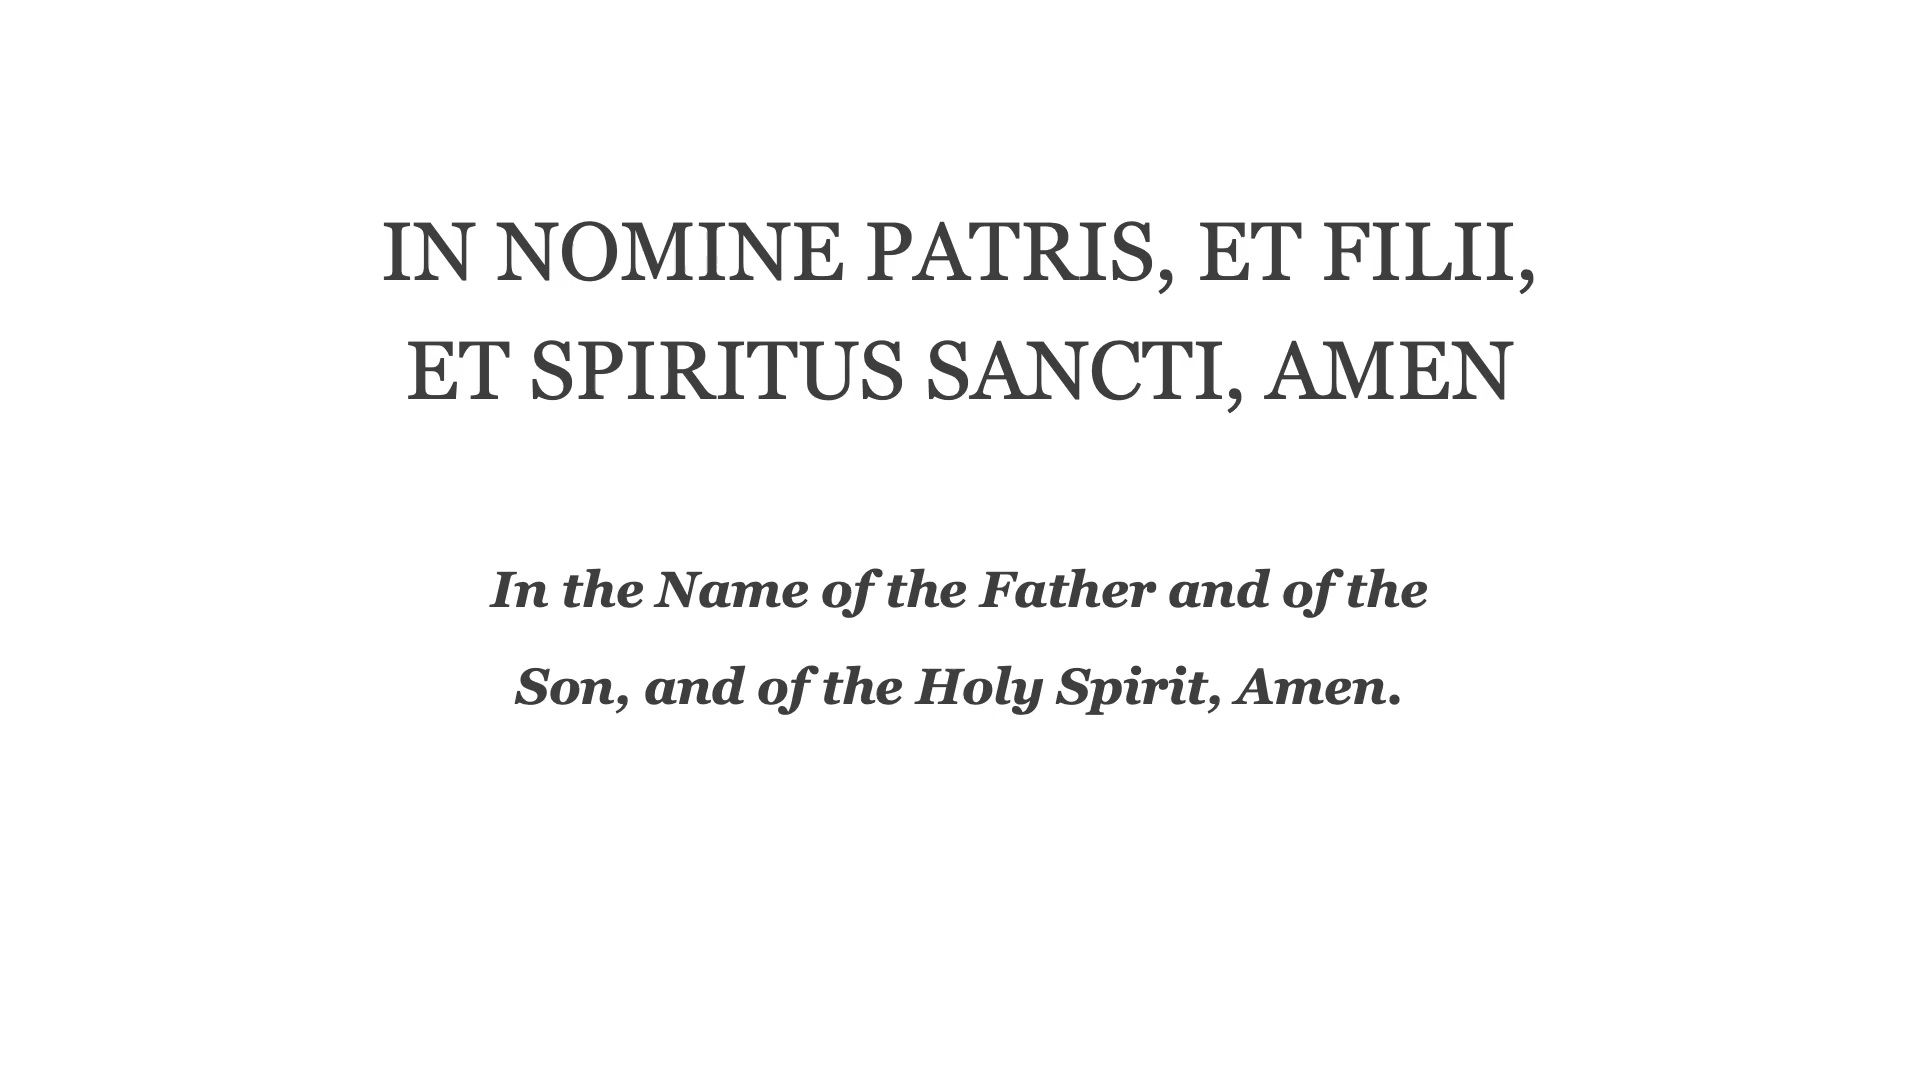 IN NOMINE PATRIS, ET FILII,
ET SPIRITUS SANCTI, AMEN
In the Name of the Father and of the
Son, and of the Holy Spirit, Amen.